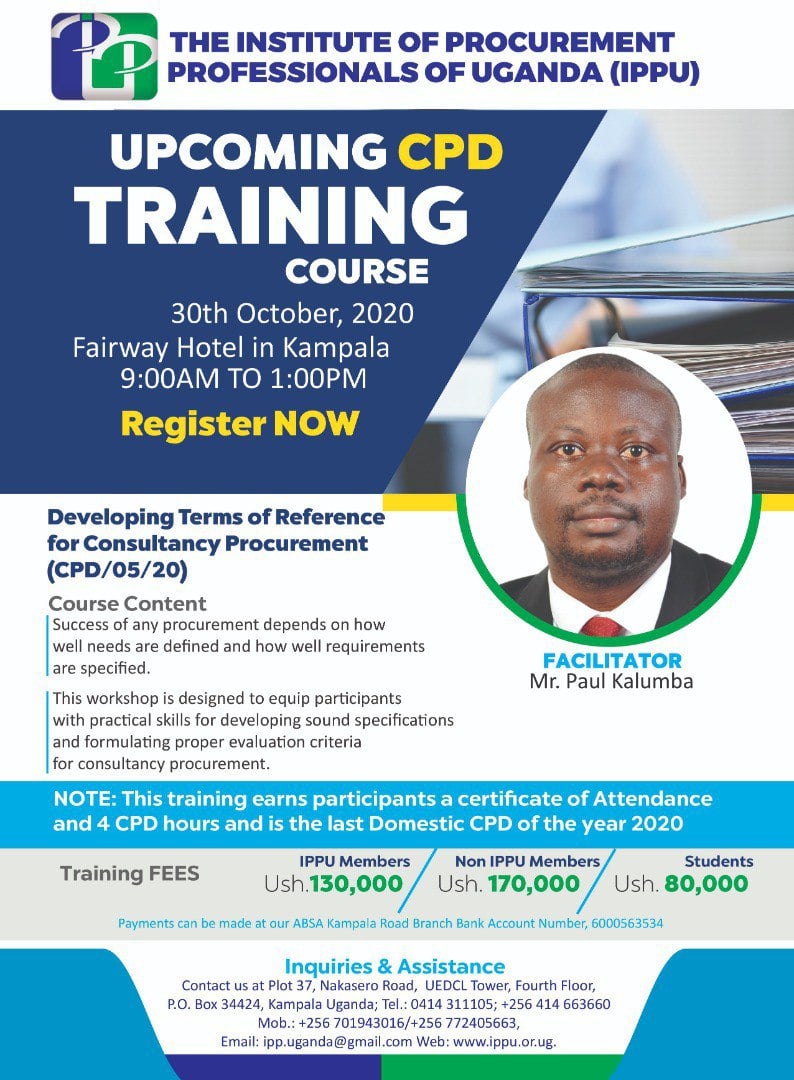 THE INSTITUTE OF PROCUREMENT
PROFESSIONALS OF UGANDA (IPPU)
UPCOMING CPD
TRAINING
COURSE
30th October, 2020
Fairway Hotel in Kampala
9:00AM TO 1:00PM
Register NOW
Developing Terms of Reference
for Consultancy Procurement
(CPD/05/20)
Course Content
Success of any procurement depends on how
well needs are defined and how well requirements
are specified.
This workshop is designed to equip participants
with practical skills for developing sound specifications
and formulating proper evaluation criteria
for consultancy procurement.
FACILITATOR
Mr. Paul Kalumba
NOTE: This training earns participants a certificate of Attendance
and 4 CPD hours and is the last Domestic CPD of the year 2020
Training FEES
IPPU Members
Ush.130,000
Non IPPU Members
Ush. 170,000
Students
Ush. 80,000
Payments can be made at our ABSA Kampala Road Branch Bank Account Number, 6000563534
Inquiries & Assistance
Contact us at Plot 37, Nakasero Road, UEDCL Tower, Fourth Floor,
P.O. Box 34424, Kampala Uganda; Tel.: 0414 311105; +256 414 663660
Mob.: +256 701943016/+256 772405663,
Email: ipp.uganda@gmail.com Web: www.ippu.or.ug.